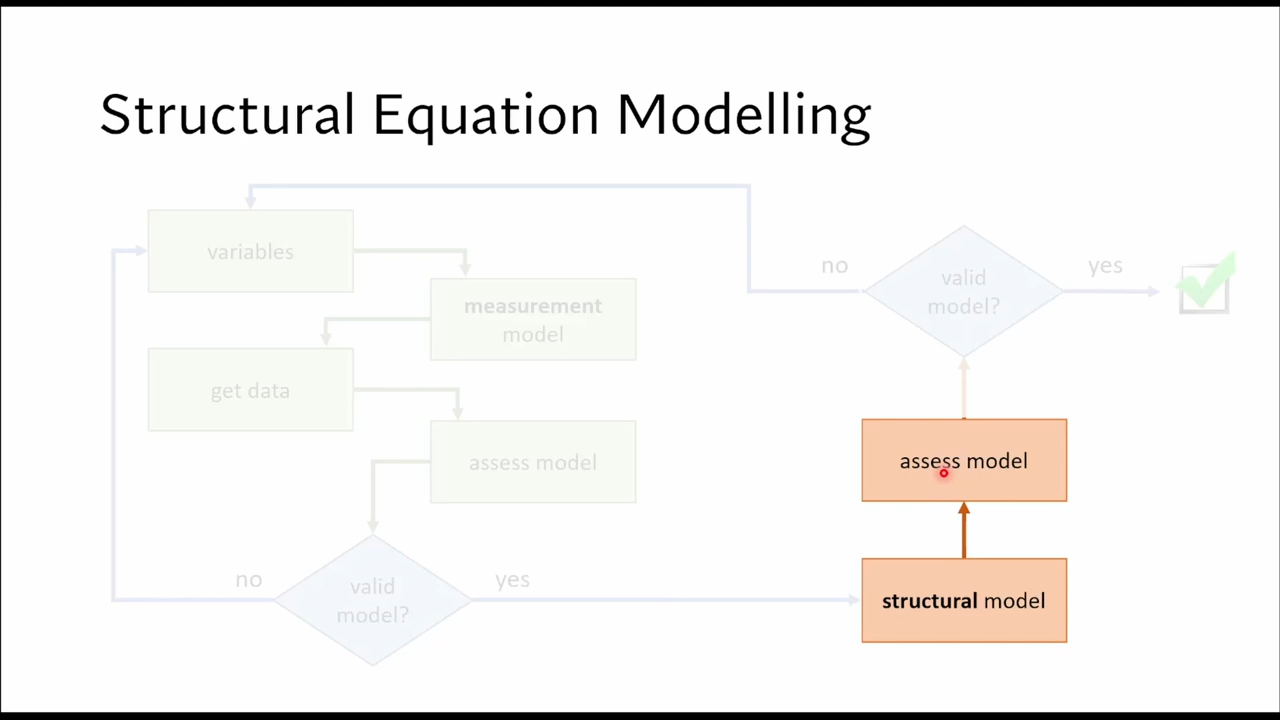 Structural Equation Modelling
variables
measurement
model
get data
assess model
no
valid
model?
yes
structural model
assess model
no
valid
model?
yes